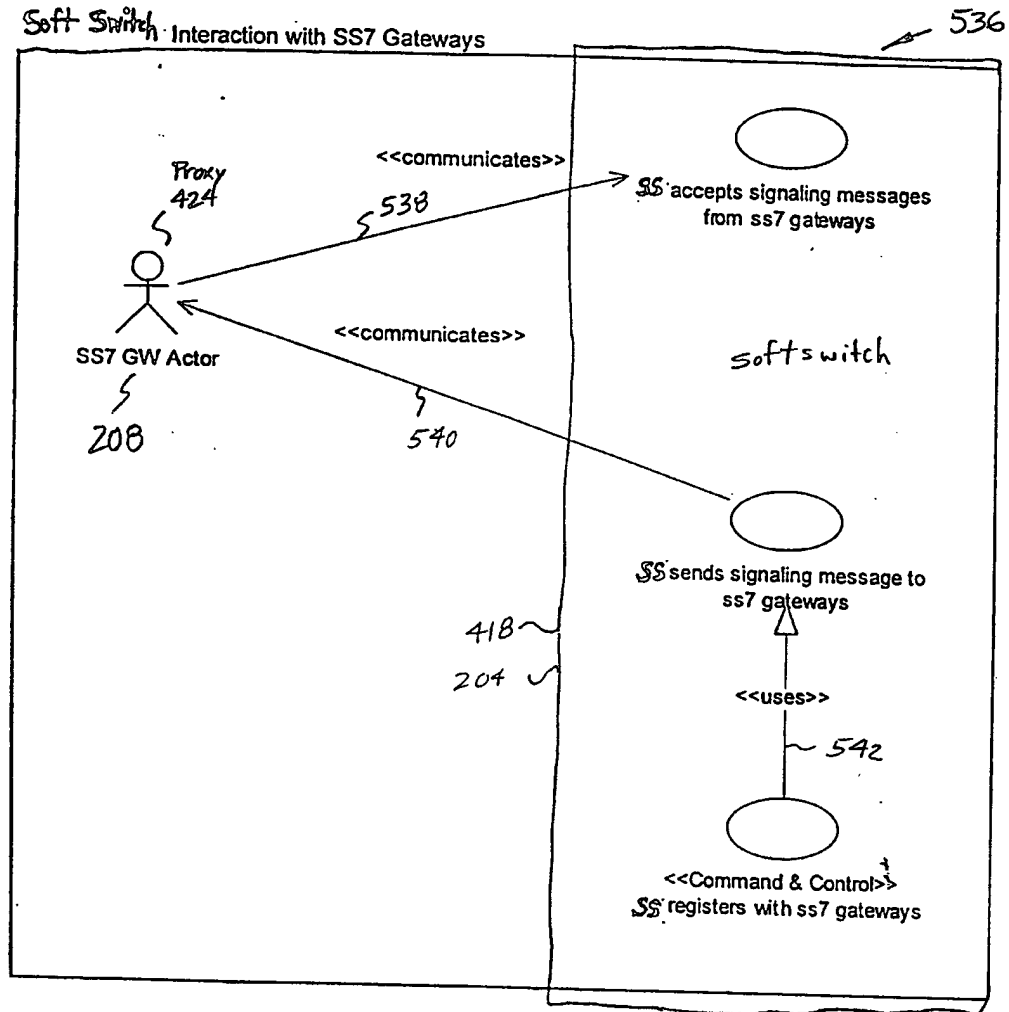 Soft Switch Interaction with SS7 Gateways
536
<<communicates>>
Proxy
424
538
SS accepts signaling messages
from ss7 gateways
<<communicates>>
SS7 GW Actor
softswitch
208
540
SS sends signaling message to
ss7 gateways
418
204
<<uses>>
542
<<Command & Control>>
SS registers with ss7 gateways